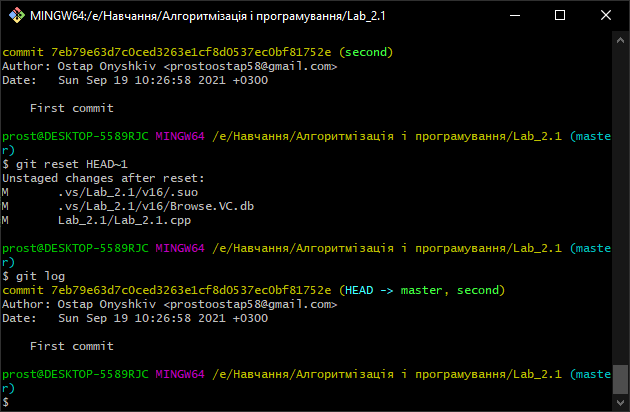 MINGW64:/e/Навчання/Алгоритмізація і програмування/Lab_2.1
commit 7eb79e63d7c0ced3263e1cf8d0537ec0bf81752e (second)
Author: Ostap Onyshkiv <prostoostap58@gmail.com>
Date:   Sun Sep 19 10:26:58 2021 +0300
    First commit
prost@DESKTOP-5589RJC MINGW64 /e/Навчання/Алгоритмізація і програмування/Lab_2.1 (maste
r)
$ git reset HEAD~1
Unstaged changes after reset:
M       .vs/Lab_2.1/v16/.suo
M       .vs/Lab_2.1/v16/Browse.VC.db
M       Lab_2.1/Lab_2.1.cpp
prost@DESKTOP-5589RJC MINGW64 /e/Навчання/Алгоритмізація і програмування/Lab_2.1 (maste
r)
$ git log
commit 7eb79e63d7c0ced3263e1cf8d0537ec0bf81752e (HEAD -> master, second)
Author: Ostap Onyshkiv <prostoostap58@gmail.com>
Date:   Sun Sep 19 10:26:58 2021 +0300
    First commit
prost@DESKTOP-5589RJC MINGW64 /e/Навчання/Алгоритмізація і програмування/Lab_2.1 (maste
r)
$